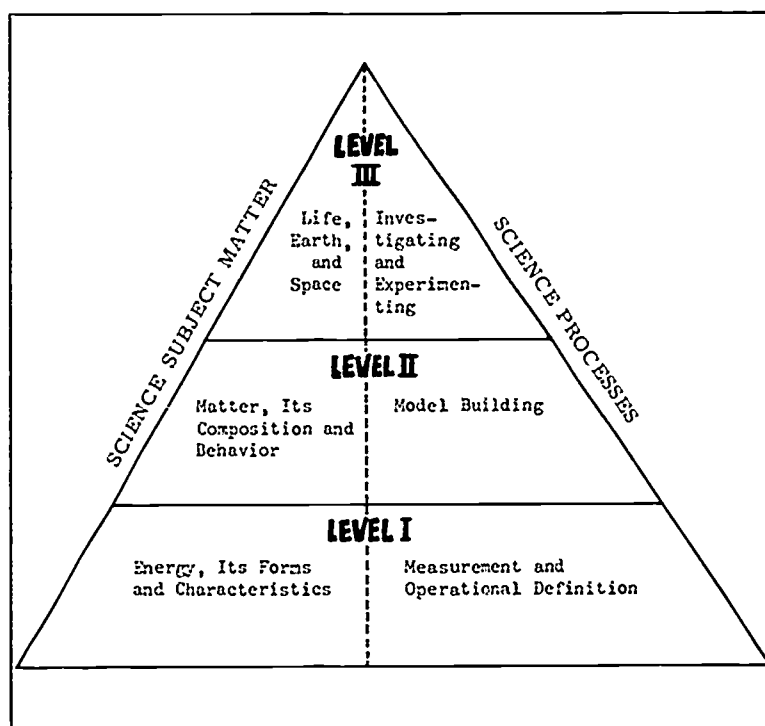 SCIENCE SUBJECT MATTER
SCIENCE PROCESSES
LEVEL
III
Life,
Earth,
and
Space
Inves-
tigating
and
Experimen-
ting
LEVEL II
Matter, Its
Composition and
Behavior
Model Building
LEVEL I
Energy, Its Forms
and Characteristics
Measurement and
Operational Definition